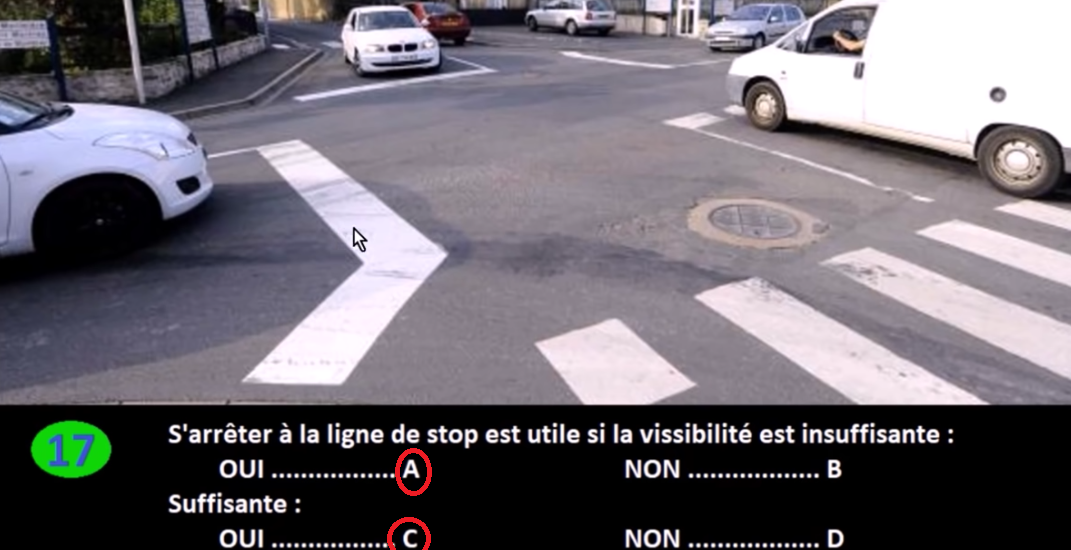 17 S'arrêter à la ligne de stop est utile si la vissibilité est insuffisante :
OUI ................. A NON .................. B
Suffisante :
OUI ................. C NON .................. D